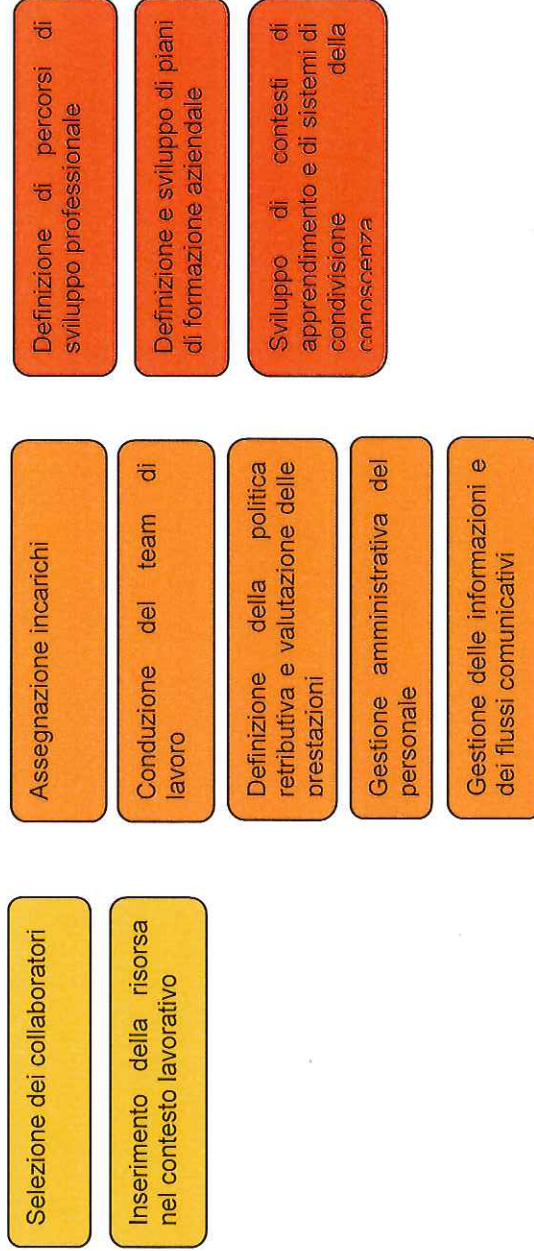 Selezione dei collaboratori
Inserimento della risorsa
nel contesto lavorativo
Assegnazione incarichi
Conduzione del team di
lavoro
Definizione della politica
retributiva e valutazione delle
prestazioni
Gestione amministrativa del
personale
Gestione delle informazioni e
dei flussi comunicativi
Definizione di percorsi di
sviluppo professionale
Definizione e sviluppo di piani
di formazione aziendale
Sviluppo di contesti di
apprendimento e di sistemi di
condivisione della
conoscenza